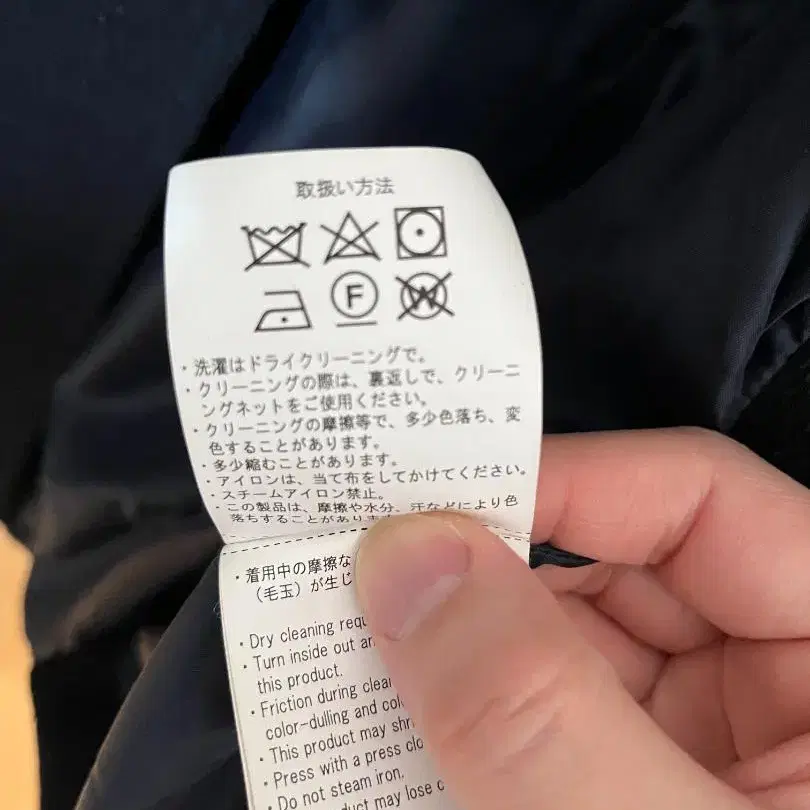 取扱い方法
F
W
・洗濯はドライクリーニングで。
・クリーニングの際は、裏返しで、クリーニ
ングネットをご使用ください。
・クリーニングの摩擦等で、多少色落ち、変
色することがあります。
・多少縮むことがあります。
・アイロンは、当て布をしてかけてください。
・スチームアイロン禁止。
・この製品は、摩擦や水分、汗などにより色
落ちすることがあります
・着用中の摩擦な
（毛玉）が生じ
・Dry cleaning
・Turn inside out
this product.
・Friction during
color-dulling and
・This product may
・Press with a press
・Do not steam iron.
may lose